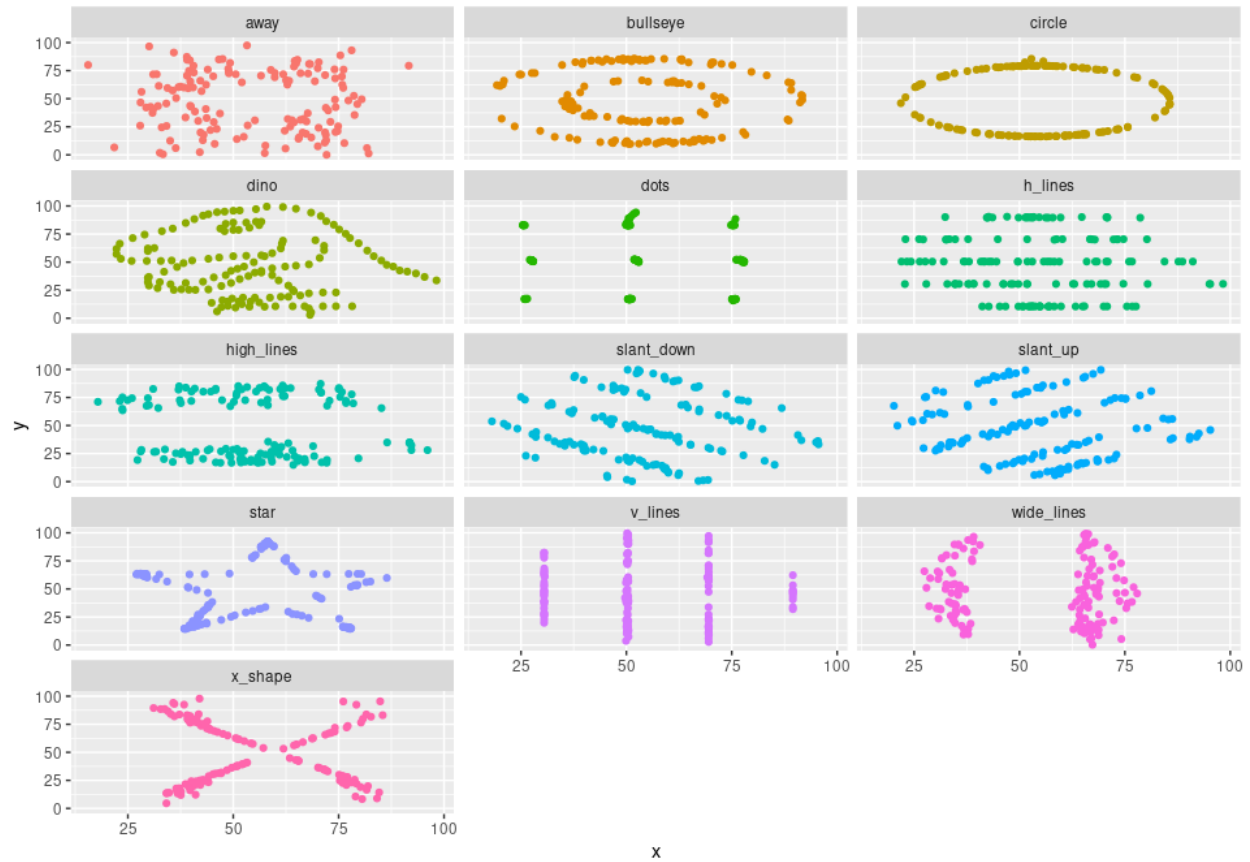 away bullseye circle
100
75
50
25
0
dino dots h_lines
100
75
50
25
0
high_lines slant_down slant_up
100
75
50
25
0
y
star v_lines wide_lines
100
75
50
25
0
25 50 75 100 25 50 75 100
x_shape
100
75
50
25
0
25 50 75 100
x